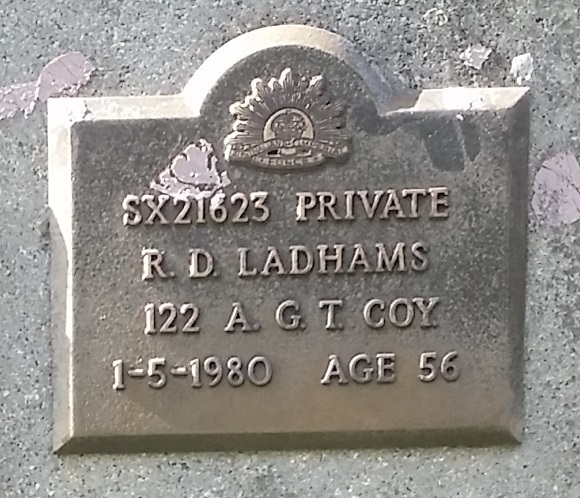 SX21623 PRIVATE
R. D. LADHAMS
122 A. G. T. COY.
1-5-1980 AGE 56